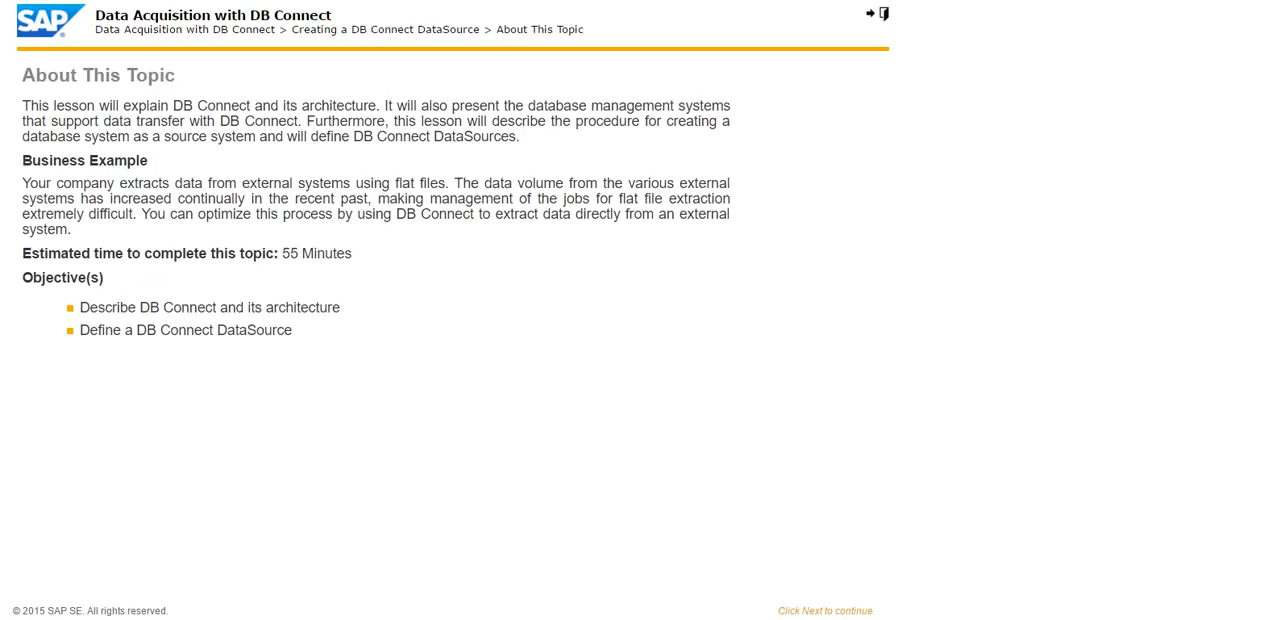 SAP
Data Acquisition with DB Connect
Data Acquisition with DB Connect > Creating a DB Connect DataSource > About This Topic
About This Topic
This lesson will explain DB Connect and its architecture. It will also present the database management systems
that support data transfer with DB Connect. Furthermore, this lesson will describe the procedure for creating a
database system as a source system and will define DB Connect DataSources.
Business Example
Your company extracts data from external systems using flat files. The data volume from the various external
systems has increased continually in the recent past, making management of the jobs for flat file extraction
extremely difficult. You can optimize this process by using DB Connect to extract data directly from an external
system.
Estimated time to complete this topic: 55 Minutes
Objective(s)
Describe DB Connect and its architecture
Define a DB Connect DataSource
© 2015 SAP SE. All rights reserved.
Click Next to continue.